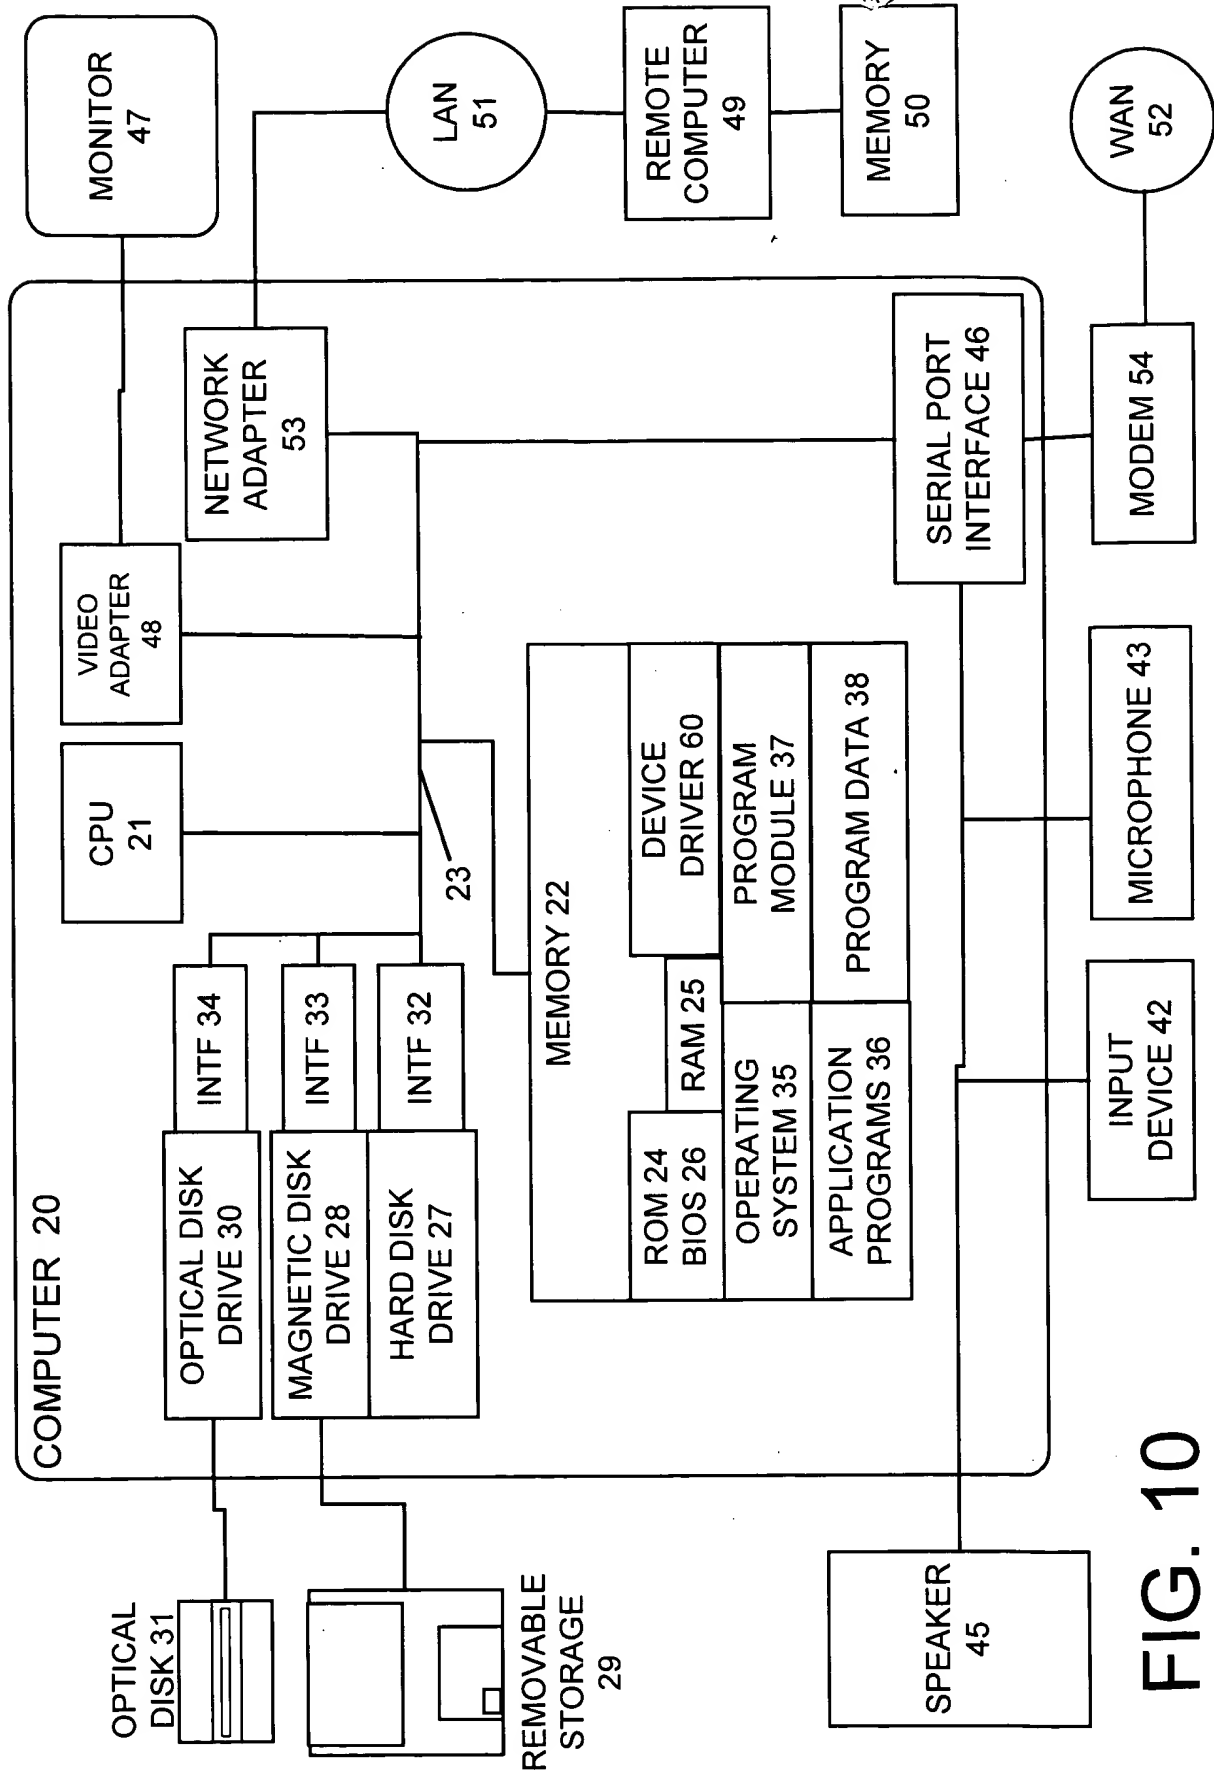 COMPUTER 20
OPTICAL
DISK 31
REMOVABLE
STORAGE
29
OPTICAL DISK
DRIVE 30
INTF 34
MAGNETIC DISK
DRIVE 28
INTF 33
HARD DISK
DRIVE 27
INTF 32
CPU
21
VIDEO
ADAPTER
48
NETWORK
ADAPTER
53
MONITOR
47
LAN
51
REMOTE
COMPUTER
49
MEMORY
50
23
MEMORY 22
ROM 24
BIOS 26
RAM 25
DEVICE
DRIVER 60
OPERATING
SYSTEM 35
PROGRAM
MODULE 37
APPLICATION
PROGRAMS 36
PROGRAM DATA 38
SERIAL PORT
INTERFACE 46
SPEAKER
45
INPUT
DEVICE 42
MICROPHONE 43
MODEM 54
WAN
52
FIG. 10